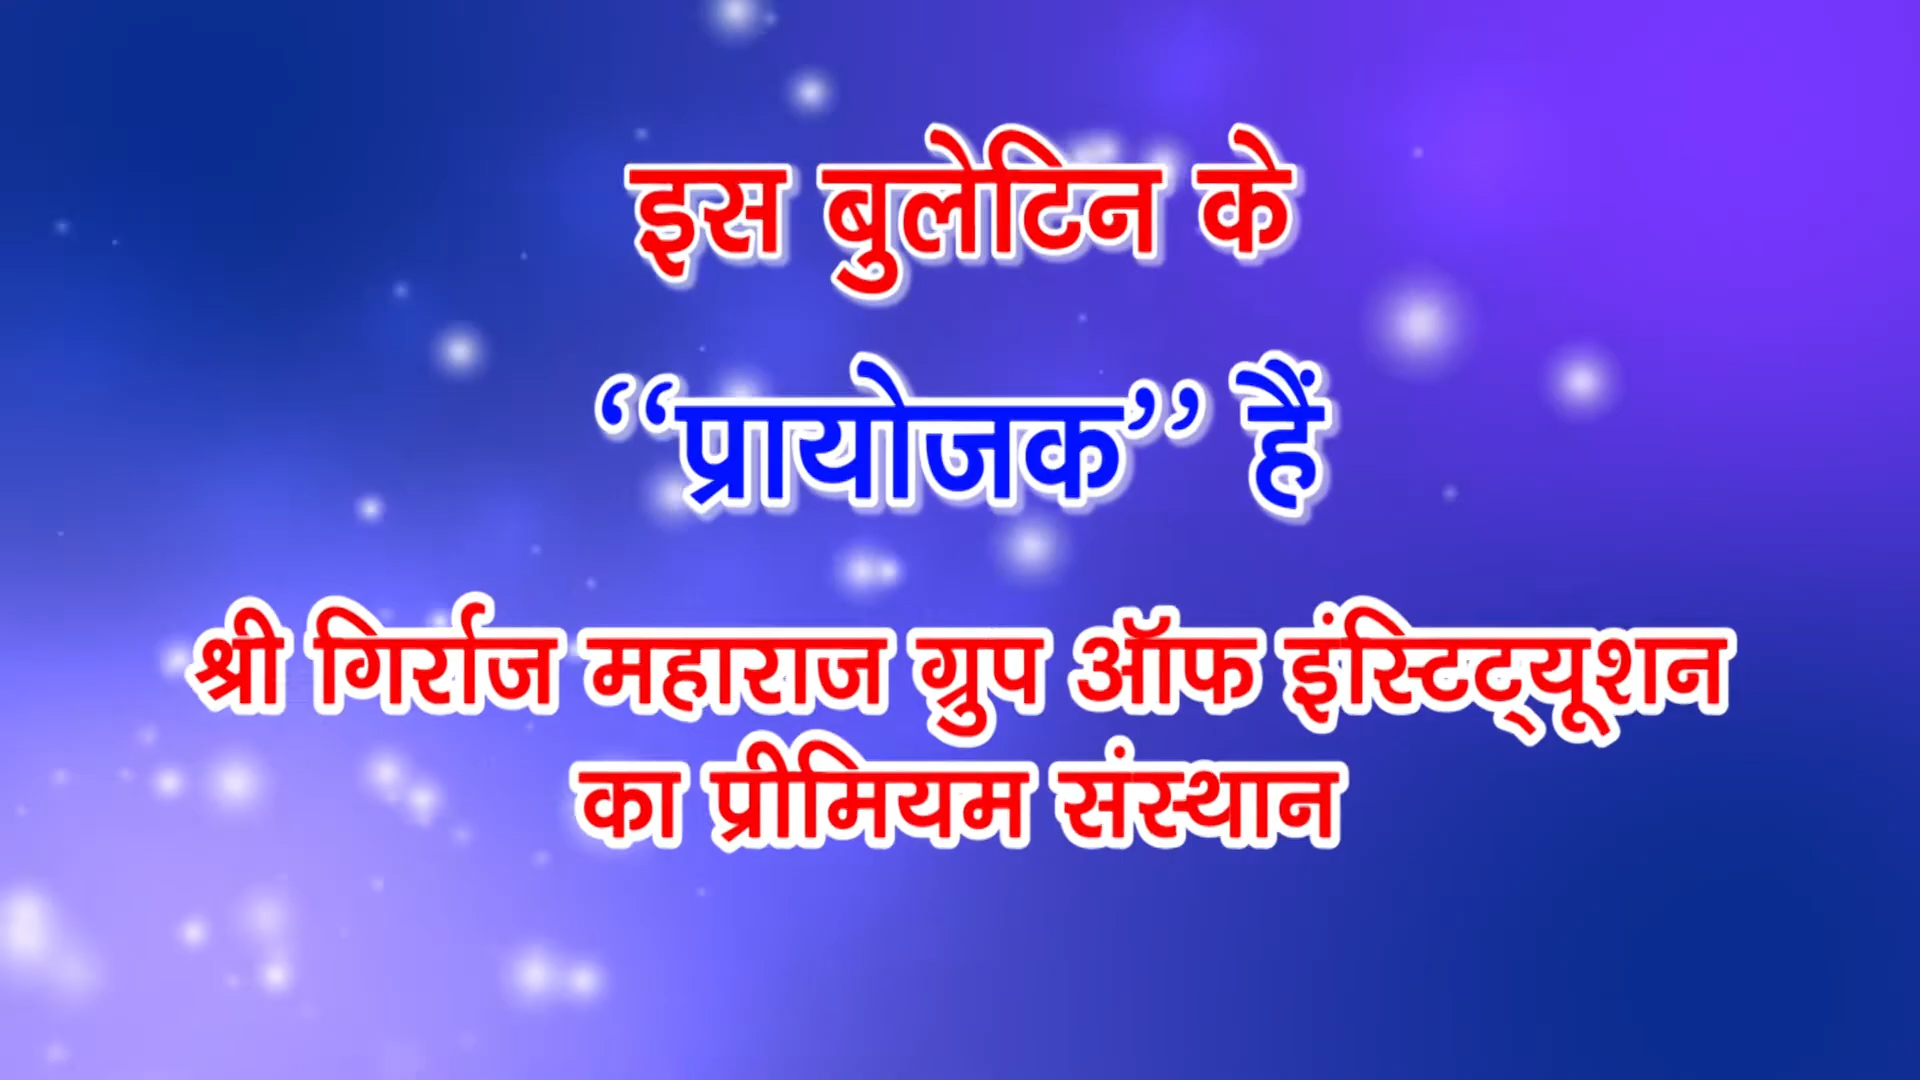 इस बुलेटिन के
“प्रायोजक” हैं
श्री गिर्राज महाराज ग्रुप ऑफ इंस्टिट्‌यूशन
का प्रीमियम संस्थान